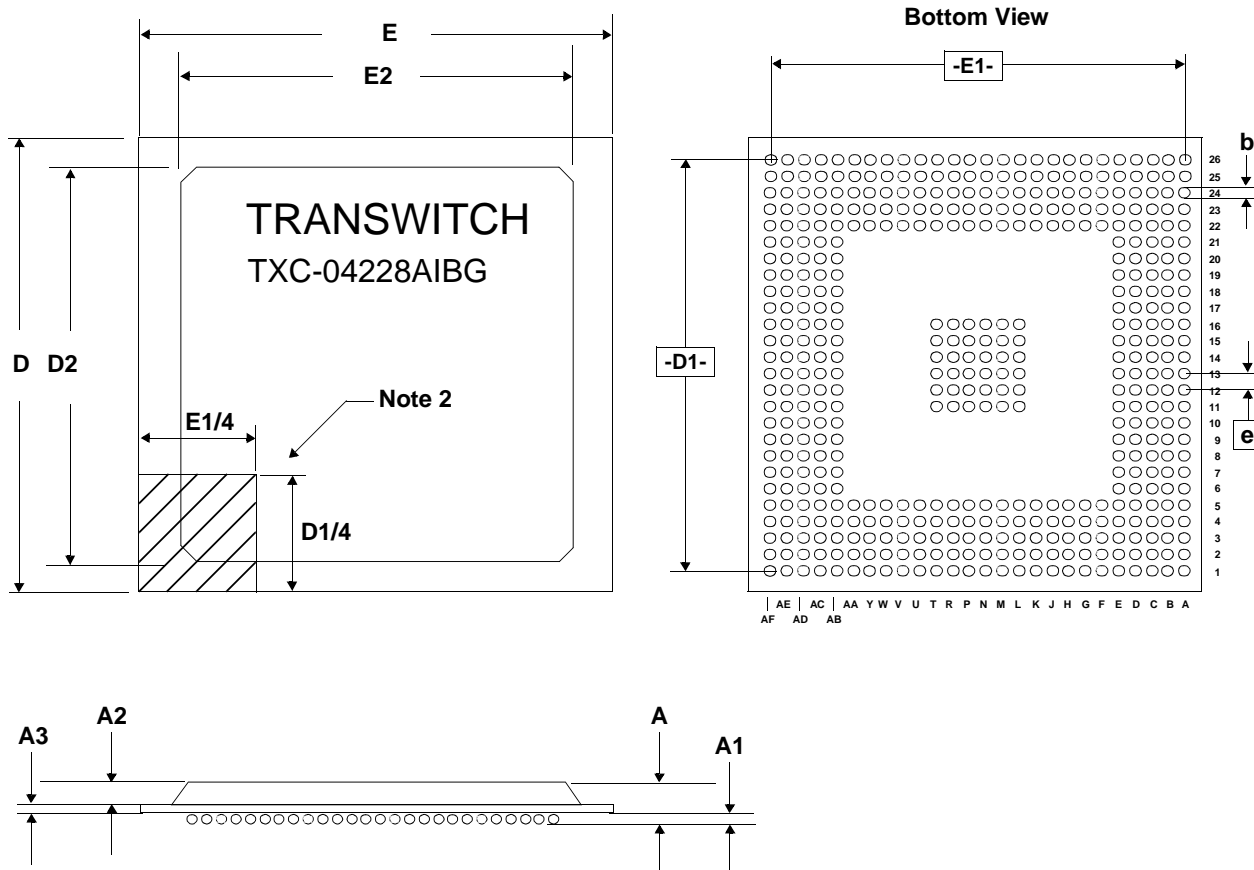 Bottom View
E
E2
-E1-
TRANSWITCH
TXC-04228AIBG
D
D2
Note 2
E1/4
D1/4
-D1-
b
e
26
25
24
23
22
21
20
19
18
17
16
15
14
13
12
11
10
9
8
7
6
5
4
3
2
1
AE AC AA Y W V U T R P N M L K J H G F E D C B A
AF AD AB
A3
A2
A
A1